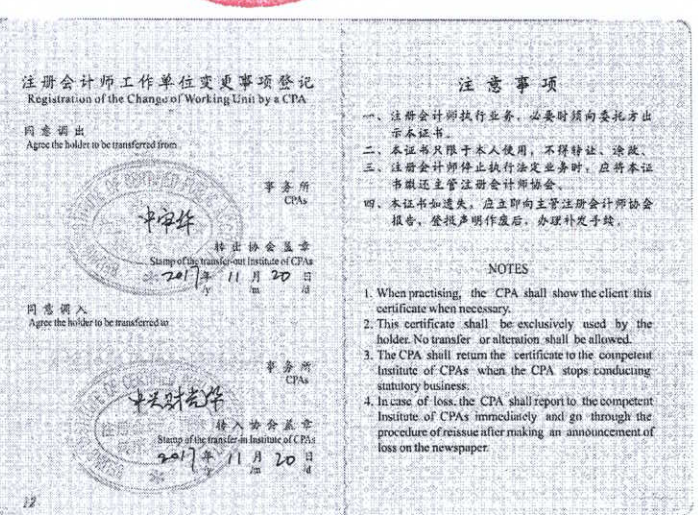 注册会计师工作单位变更事项登记
Registration of the Change of Working Unit by a CPA
同意调出
Agree the holder to be transferred from
中审华
事务所
CPAs
转出协会盖章
Stamp of the transfer-out Institute of CPAs
2017年 11月 20日
/y /m /d
同意调入
Agree the holder to be transferred to
中兴财光华
事务所
CPAs
转入协会盖章
Stamp of the transfer-in Institute of CPAs
2017年 11月 20日
/y /m /d
12
注意事项
一、注册会计师执行业务，必要时须向委托方出
示本证书。
二、本证书只限于本人使用，不得转让、涂改。
三、注册会计师停止执行法定业务时，应将本证
书缴还主管注册会计师协会。
四、本证书如遗失，应立即向主管注册会计师协会
报告，登报声明作废后，办理补发手续。
NOTES
1. When practising, the CPA shall show the client this
certificate when necessary.
2. This certificate shall be exclusively used by the
holder. No transfer or alteration shall be allowed.
3. The CPA shall return the certificate to the competent
Institute of CPAs when the CPA stops conducting
statutory business.
4. In case of loss, the CPA shall report to the competent
Institute of CPAs immediately and go through the
procedure of reissue after making an announcement of
loss on the newspaper.